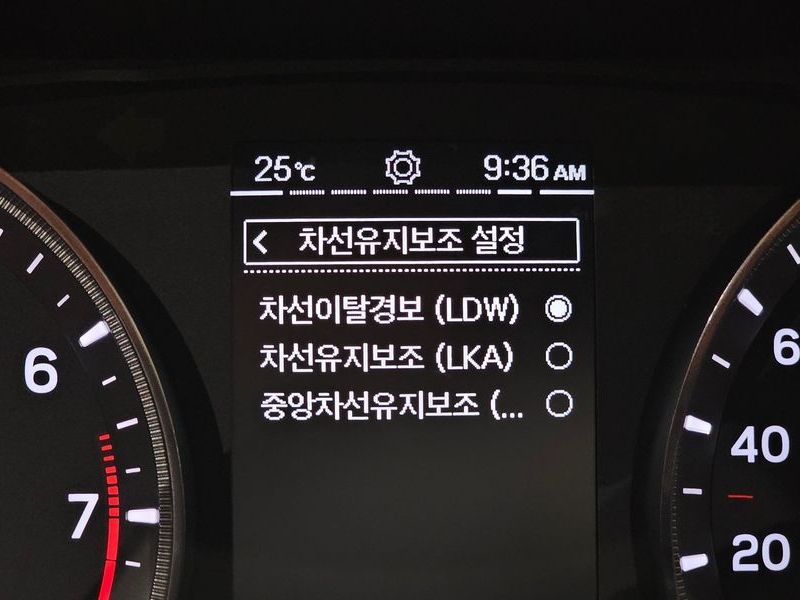 25℃ 9:36 AM
차선유지보조 설정
차선이탈경보 (LDW)
차선유지보조 (LKA)
중앙차선유지보조 (...
6
7
6
40
20